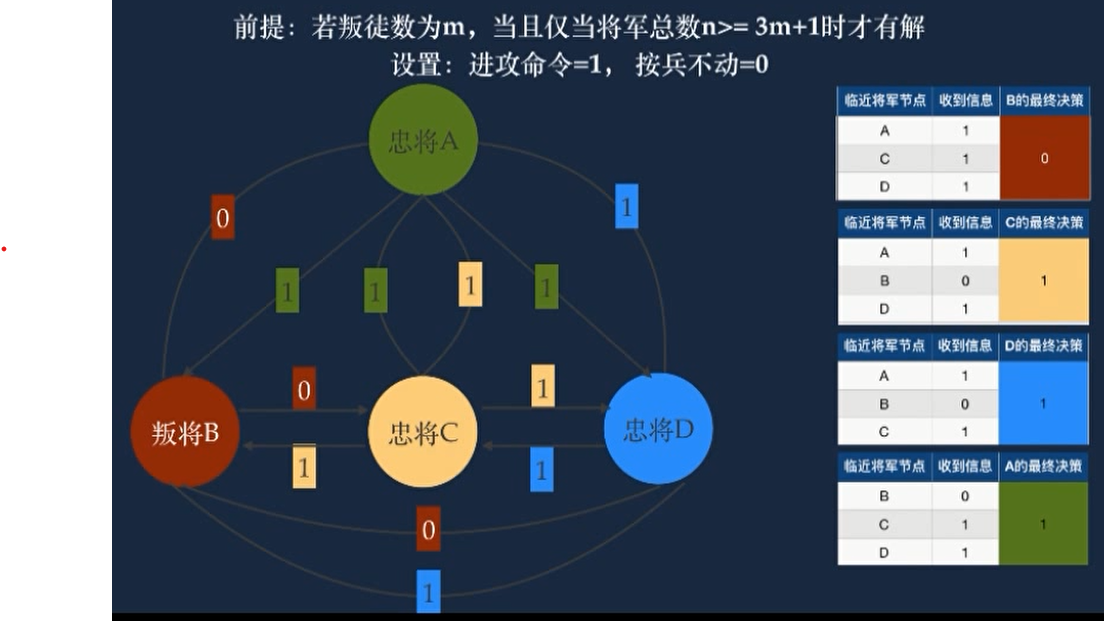 前提：若叛徒数为m，当且仅当将军总数n>= 3m+1时才有解
设置：进攻命令=1， 按兵不动=0
忠将A
0
1
1
1
1
1
叛将B
0
1
忠将C
1
1
忠将D
0
1
临近将军节点 收到信息 B的最终决策
A 1
C 1 0
D 1
临近将军节点 收到信息 C的最终决策
A 1
B 0 1
D 1
临近将军节点 收到信息 D的最终决策
A 1
B 0 1
C 1
临近将军节点 收到信息 A的最终决策
B 0
C 1 1
D 1